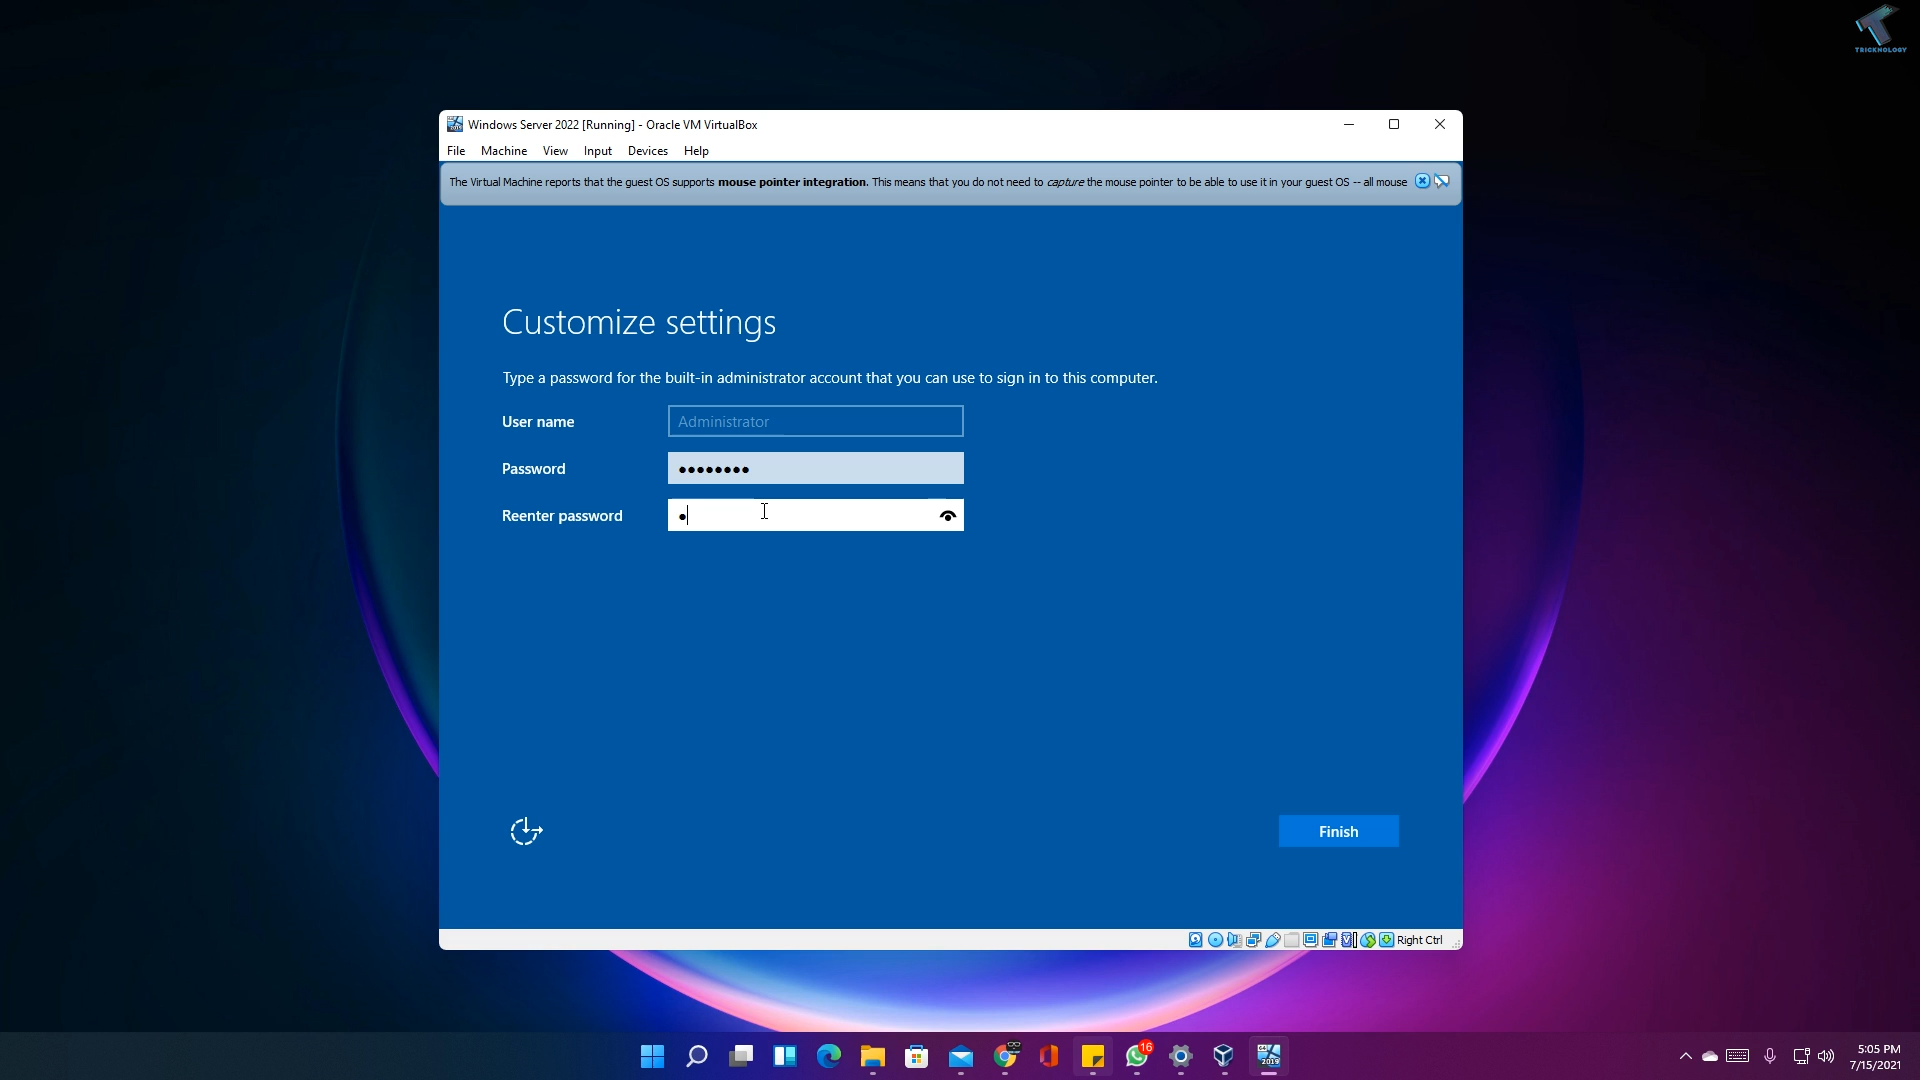 TRICKNOLOGY
Windows Server 2022 [Running] - Oracle VM VirtualBox
File Machine View Input Devices Help
The Virtual Machine reports that the guest OS supports mouse pointer integration. This means that you do not need to capture the mouse pointer to be able to use it in your guest OS -- all mouse
Customize settings
Type a password for the built-in administrator account that you can use to sign in to this computer.
User name Administrator
Password ••••••••
Reenter password •
Finish
Right Ctrl
16
2019
5:05 PM
7/15/2021